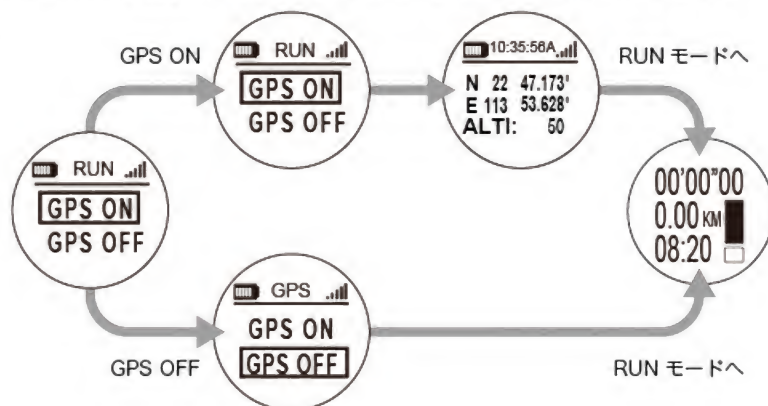 GPS ON
RUN
GPS ON
GPS OFF
10:35:56A
N 22 47.173'
E 113 53.628'
ALTI: 50
RUN モードへ
RUN
GPS ON
GPS OFF
00'00"00
0.00 KM
08:20
GPS OFF
GPS
GPS ON
GPS OFF
RUN モードへ